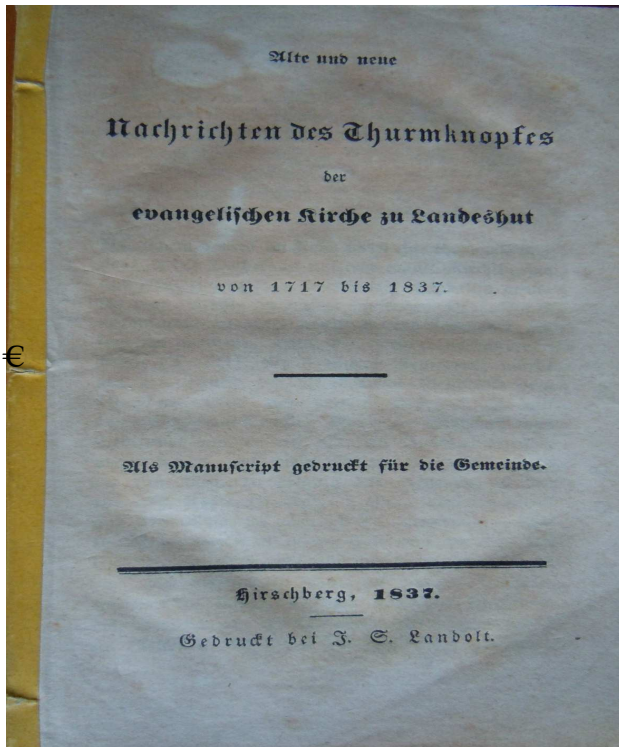 Alte und neue
Nachrichten des Thurmknopfes
der
evangelischen Kirche zu Landeshut
von 1717 bis 1837.
€
Als Manuscript gedruckt für die Gemeinde.
Hirschberg, 1837.
Gedruckt bei J. S. Landolt.